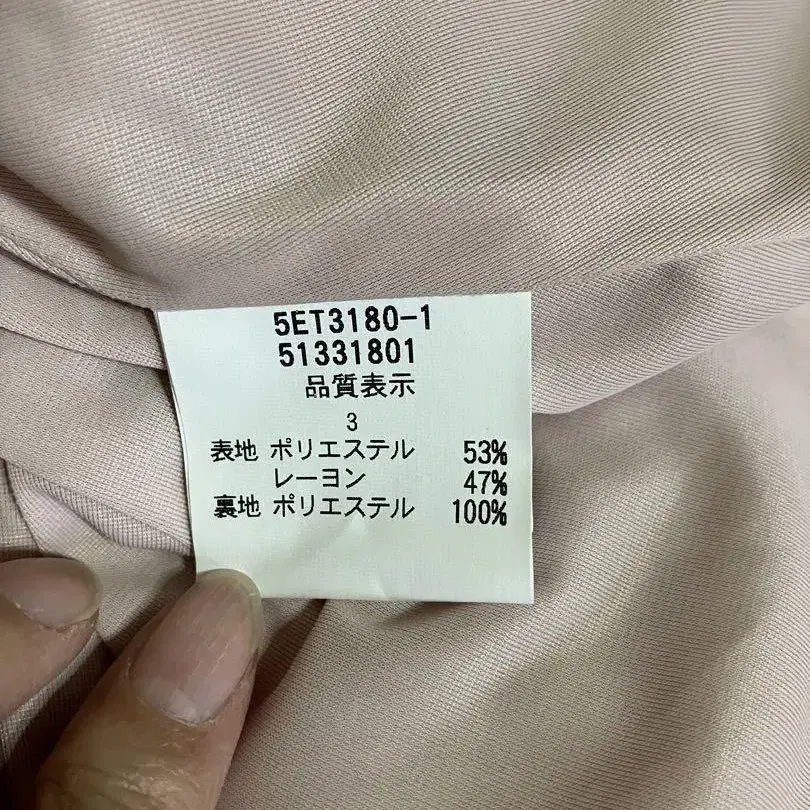 5ET3180-1
51331801
品質表示
3
表地 ポリエステル 53%
レーヨン 47%
裏地 ポリエステル 100%